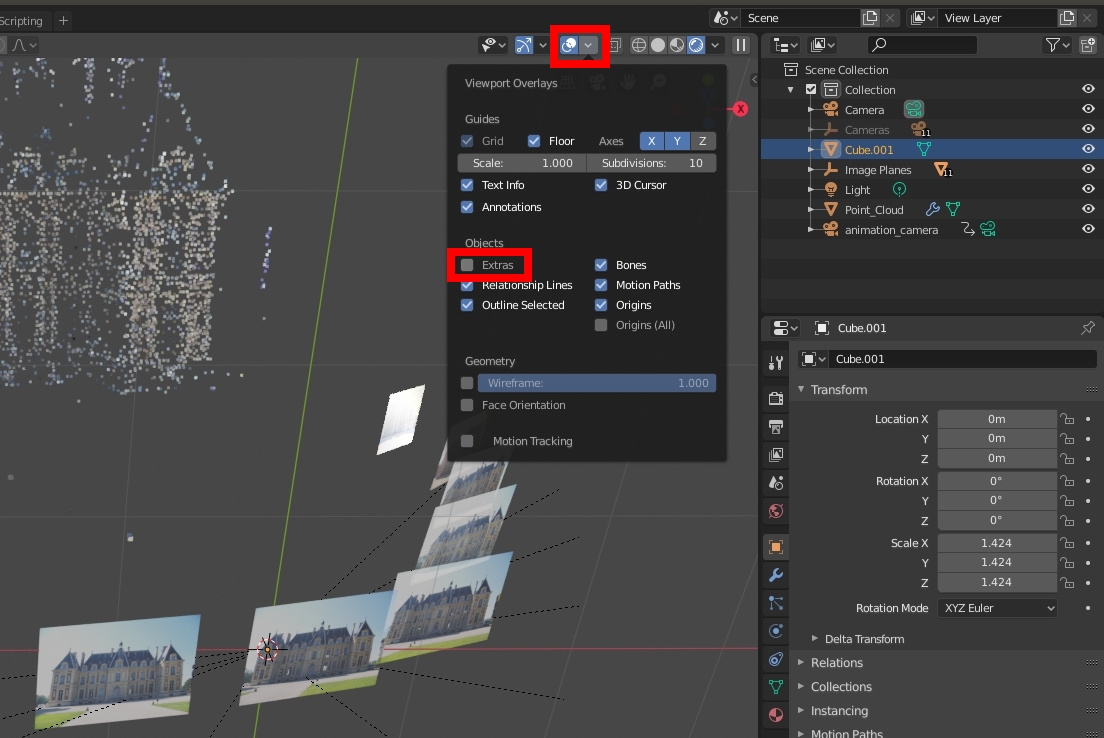 Scripting +
Scene
View Layer
Viewport Overlays
Guides
Grid Floor Axes X Y Z
Scale: 1.000 Subdivisions: 10
Text Info 3D Cursor
Annotations
Objects
Extras Bones
Relationship Lines Motion Paths
Outline Selected Origins
Origins (All)
Geometry
Wireframe: 1.000
Face Orientation
Motion Tracking
X
Scene Collection
Collection
Camera
Cameras 11
Cube.001
Image Planes 11
Light
Point_Cloud
animation_camera
Cube.001
Cube.001
Transform
Location X 0m
Y 0m
Z 0m
Rotation X 0°
Y 0°
Z 0°
Scale X 1.424
Y 1.424
Z 1.424
Rotation Mode XYZ Euler
Delta Transform
Relations
Collections
Instancing
Motion Paths